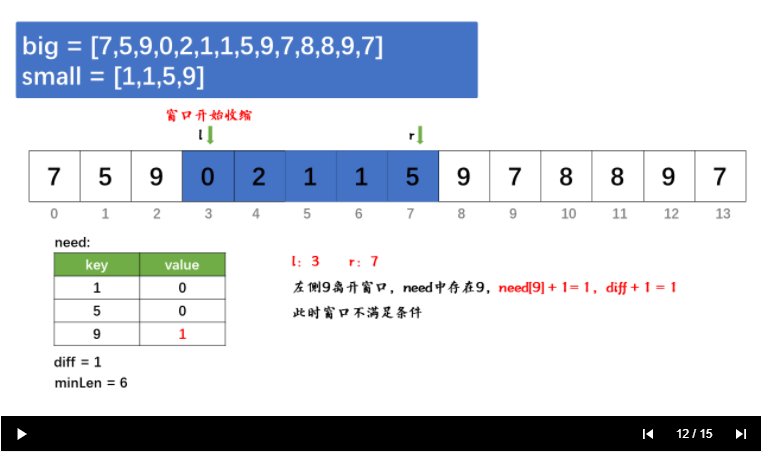 big = [7,5,9,0,2,1,1,5,9,7,8,8,9,7]
small = [1,1,5,9]
窗口开始收缩
l r
7 5 9 0 2 1 1 5 9 7 8 8 9 7
0 1 2 3 4 5 6 7 8 9 10 11 12 13
need:
key value
1 0
5 0
9 1
diff = 1
minLen = 6
l: 3 r: 7
左侧9离开窗口，need中存在9，need[9]+1=1，diff+1=1
此时窗口不满足条件
12 / 15